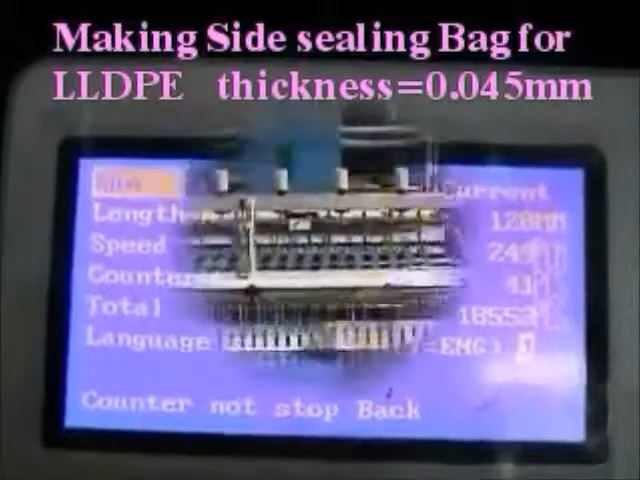 Making Side sealing Bag for
LLDPE thickness=0.045mm
Current
Length 120MM
Speed
Counter
Total
Language ENG)
Counter not stop Back